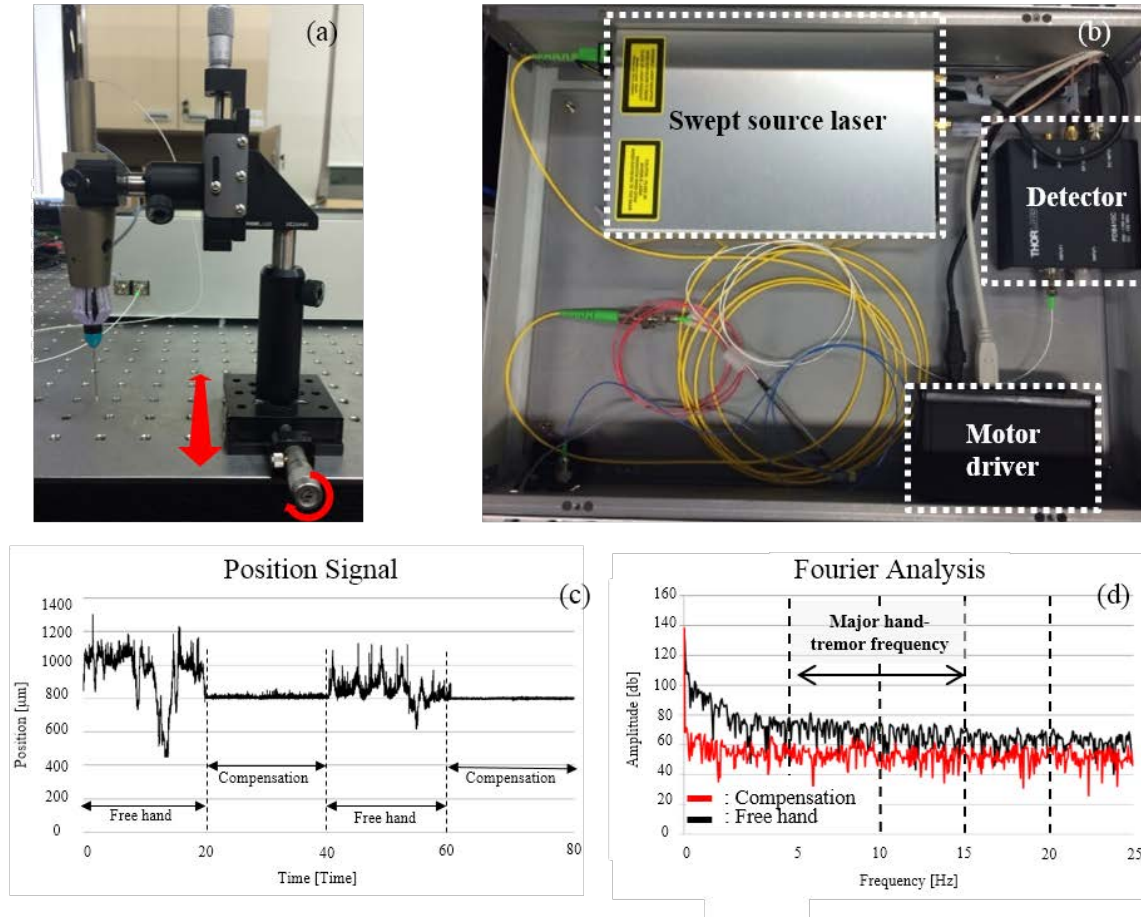 (a)
(b)
Swept source laser
Detector
THOR
Motor
driver
Position Signal
(c)
1400
1200
1000
800
600
400
200
0
Position [µm]
Compensation
Compensation
Free hand
Free hand
0
20
40
60
80
Time [Time]
Fourier Analysis
(d)
160
140
120
100
80
60
40
20
0
Amplitude [db]
Major hand-
tremor frequency
: Compensation
: Free hand
0
5
10
15
20
25
Frequency [Hz]